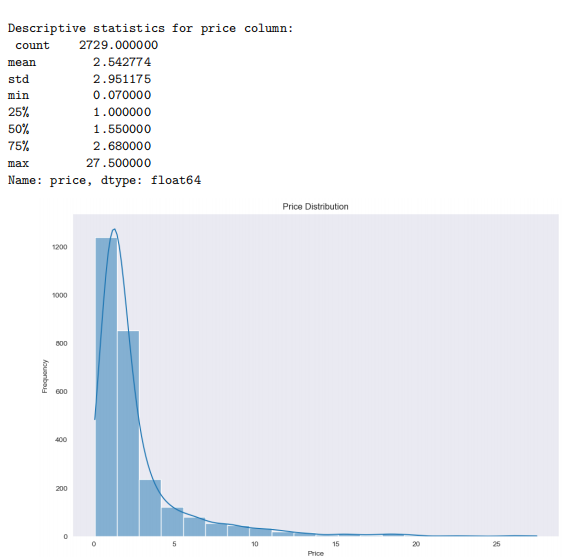 Descriptive statistics for price column:
count 2729.000000
mean 2.542774
std 2.951175
min 0.070000
25% 1.000000
50% 1.550000
75% 2.680000
max 27.500000
Name: price, dtype: float64
Price Distribution
1200
1000
800
600
400
200
0
Frequency
0 5 10 15 20 25
Price